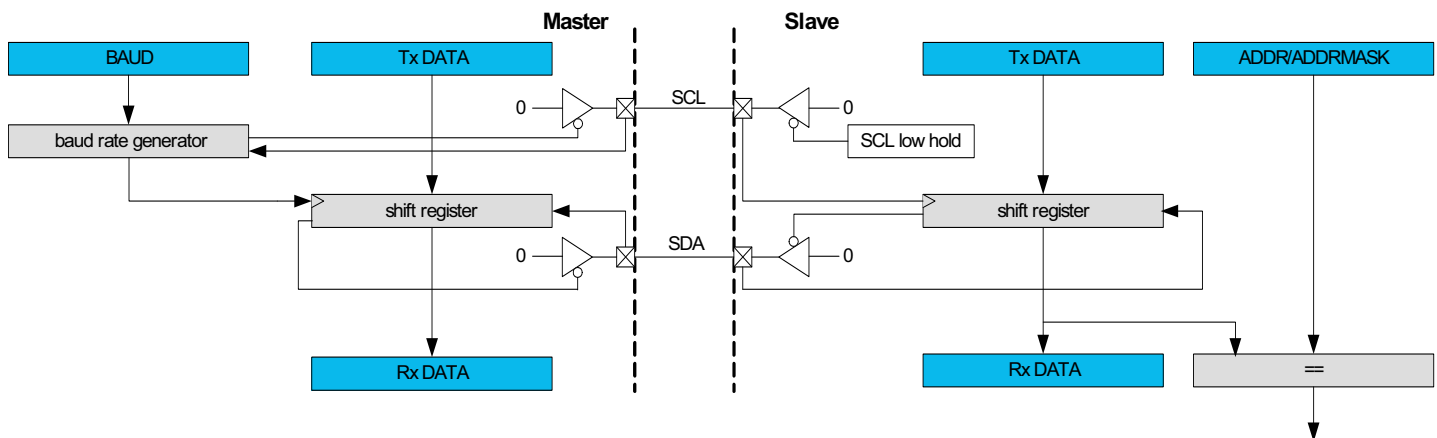 Master
Slave
BAUD
Tx DATA
Tx DATA
ADDR/ADDRMASK
0
SCL
0
baud rate generator
SCL low hold
shift register
shift register
0
SDA
0
Rx DATA
Rx DATA
==